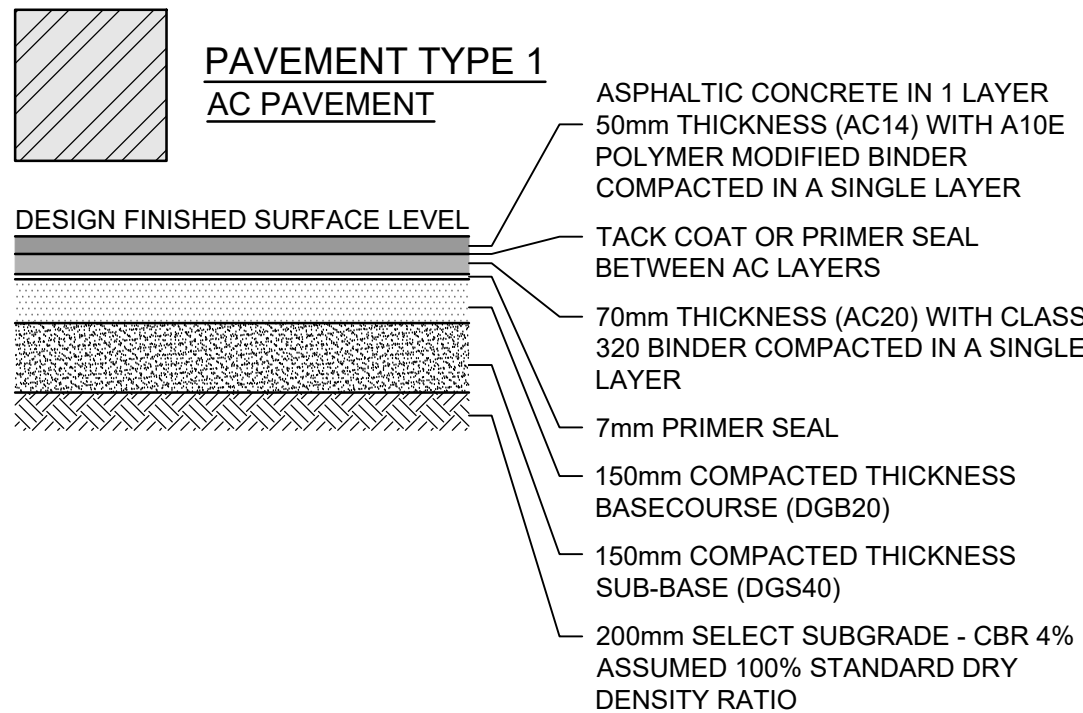 PAVEMENT TYPE 1
AC PAVEMENT
DESIGN FINISHED SURFACE LEVEL
ASPHALTIC CONCRETE IN 1 LAYER
50mm THICKNESS (AC14) WITH A10E
POLYMER MODIFIED BINDER
COMPACTED IN A SINGLE LAYER
TACK COAT OR PRIMER SEAL
BETWEEN AC LAYERS
70mm THICKNESS (AC20) WITH CLASS
320 BINDER COMPACTED IN A SINGLE
LAYER
7mm PRIMER SEAL
150mm COMPACTED THICKNESS
BASECOURSE (DGB20)
150mm COMPACTED THICKNESS
SUB-BASE (DGS40)
200mm SELECT SUBGRADE - CBR 4%
ASSUMED 100% STANDARD DRY
DENSITY RATIO